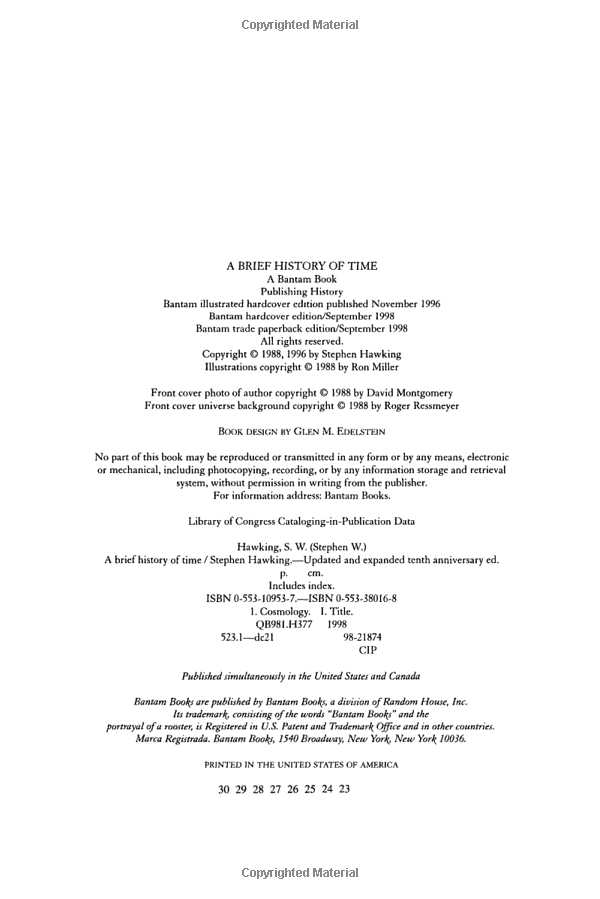 Copyrighted Material
A BRIEF HISTORY OF TIME
A Bantam Book
Publishing History
Bantam illustrated hardcover edition published November 1996
Bantam hardcover edition/September 1998
Bantam trade paperback edition/September 1998
All rights reserved.
Copyright © 1988, 1996 by Stephen Hawking
Illustrations copyright © 1988 by Ron Miller
Front cover photo of author copyright © 1988 by David Montgomery
Front cover universe background copyright © 1988 by Roger Ressmeyer
BOOK DESIGN BY GLEN M. EDELSTEIN
No part of this book may be reproduced or transmitted in any form or by any means, electronic
or mechanical, including photocopying, recording, or by any information storage and retrieval
system, without permission in writing from the publisher.
For information address: Bantam Books.
Library of Congress Cataloging-in-Publication Data
Hawking, S. W. (Stephen W.)
A brief history of time / Stephen Hawking.—Updated and expanded tenth anniversary ed.
p. cm.
Includes index.
ISBN 0-553-10953-7.—ISBN 0-553-38016-8
1. Cosmology. I. Title.
QB981.H377 1998
523.1—dc21 98-21874
CIP
Published simultaneously in the United States and Canada
Bantam Books are published by Bantam Books, a division of Random House, Inc.
Its trademark, consisting of the words “Bantam Books” and the
portrayal of a rooster, is Registered in U.S. Patent and Trademark Office and in other countries.
Marca Registrada. Bantam Books, 1540 Broadway, New York, New York 10036.
PRINTED IN THE UNITED STATES OF AMERICA
30 29 28 27 26 25 24 23
Copyrighted Material